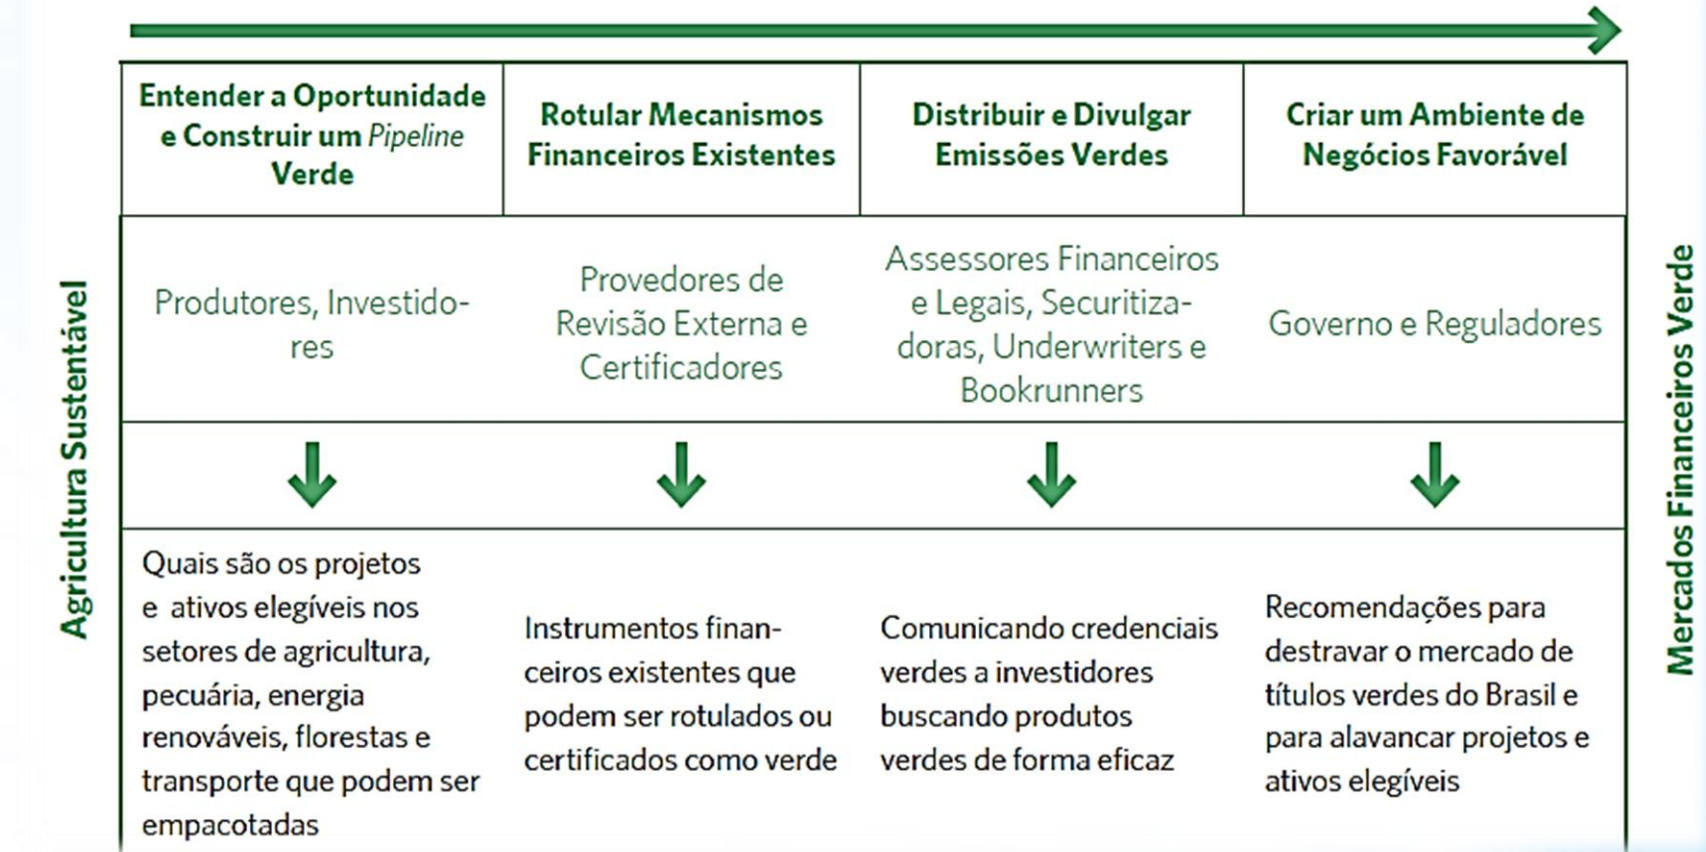 Entender a Oportunidade
e Construir um Pipeline
Verde
Rotular Mecanismos
Financeiros Existentes
Distribuir e Divulgar
Emissões Verdes
Criar um Ambiente de
Negócios Favorável
Agricultura Sustentável
Produtores, Investido-
res
Provedores de
Revisão Externa e
Certificadores
Assessores Financeiros
e Legais, Securitiza-
doras, Underwriters e
Bookrunners
Governo e Reguladores
Mercados Financeiros Verde
Quais são os projetos
e ativos elegíveis nos
setores de agricultura,
pecuária, energia
renováveis, florestas e
transporte que podem ser
empacotadas
Instrumentos finan-
ceiros existentes que
podem ser rotulados ou
certificados como verde
Comunicando credenciais
verdes a investidores
buscando produtos
verdes de forma eficaz
Recomendações para
destravar o mercado de
títulos verdes do Brasil e
para alavancar projetos e
ativos elegíveis